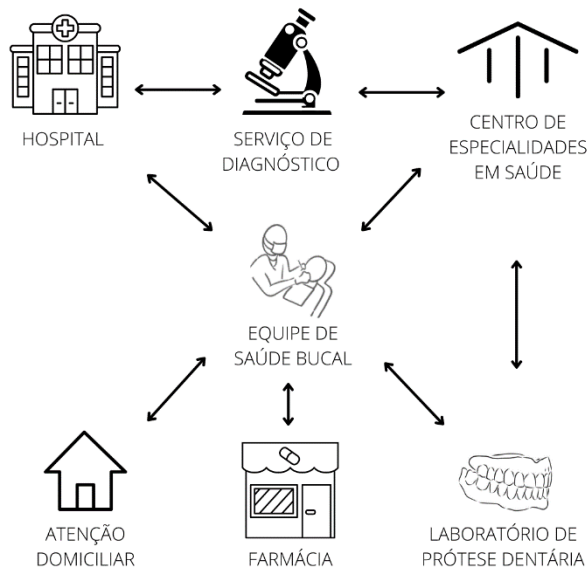 HOSPITAL
SERVIÇO DE
DIAGNÓSTICO
CENTRO DE
ESPECIALIDADES
EM SAÚDE
EQUIPE DE
SAÚDE BUCAL
ATENÇÃO
DOMICILIAR
FARMÁCIA
LABORATÓRIO DE
PRÓTESE DENTÁRIA